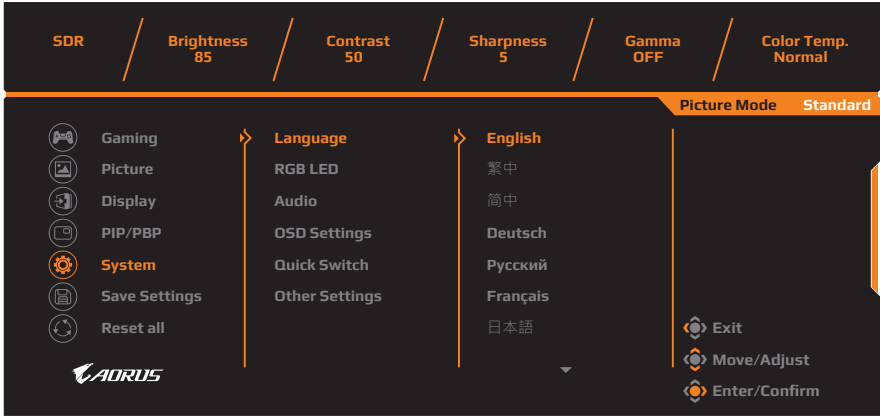 SDR
Brightness
85
Contrast
50
Sharpness
5
Gamma
OFF
Color Temp.
Normal
Picture Mode Standard
Gaming
Picture
Display
PIP/PBP
System
Save Settings
Reset all
Language
RGB LED
Audio
OSD Settings
Quick Switch
Other Settings
English
繁中
简中
Deutsch
Русский
Français
日本語
Exit
Move/Adjust
Enter/Confirm
AORUS